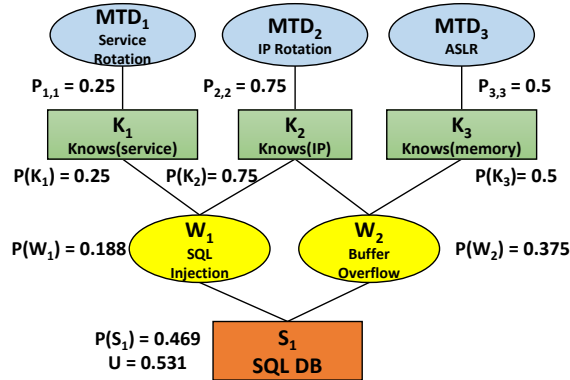 MTD₁
Service
Rotation
MTD₂
IP Rotation
MTD₃
ASLR
P₁,₁ = 0.25
P₂,₂ = 0.75
P₃,₃ = 0.5
K₁
Knows(service)
K₂
Knows(IP)
K₃
Knows(memory)
P(K₁) = 0.25
P(K₂)= 0.75
P(K₃)= 0.5
P(W₁) = 0.188
W₁
SQL
Injection
W₂
Buffer
Overflow
P(W₂) = 0.375
P(S₁) = 0.469
U = 0.531
S₁
SQL DB